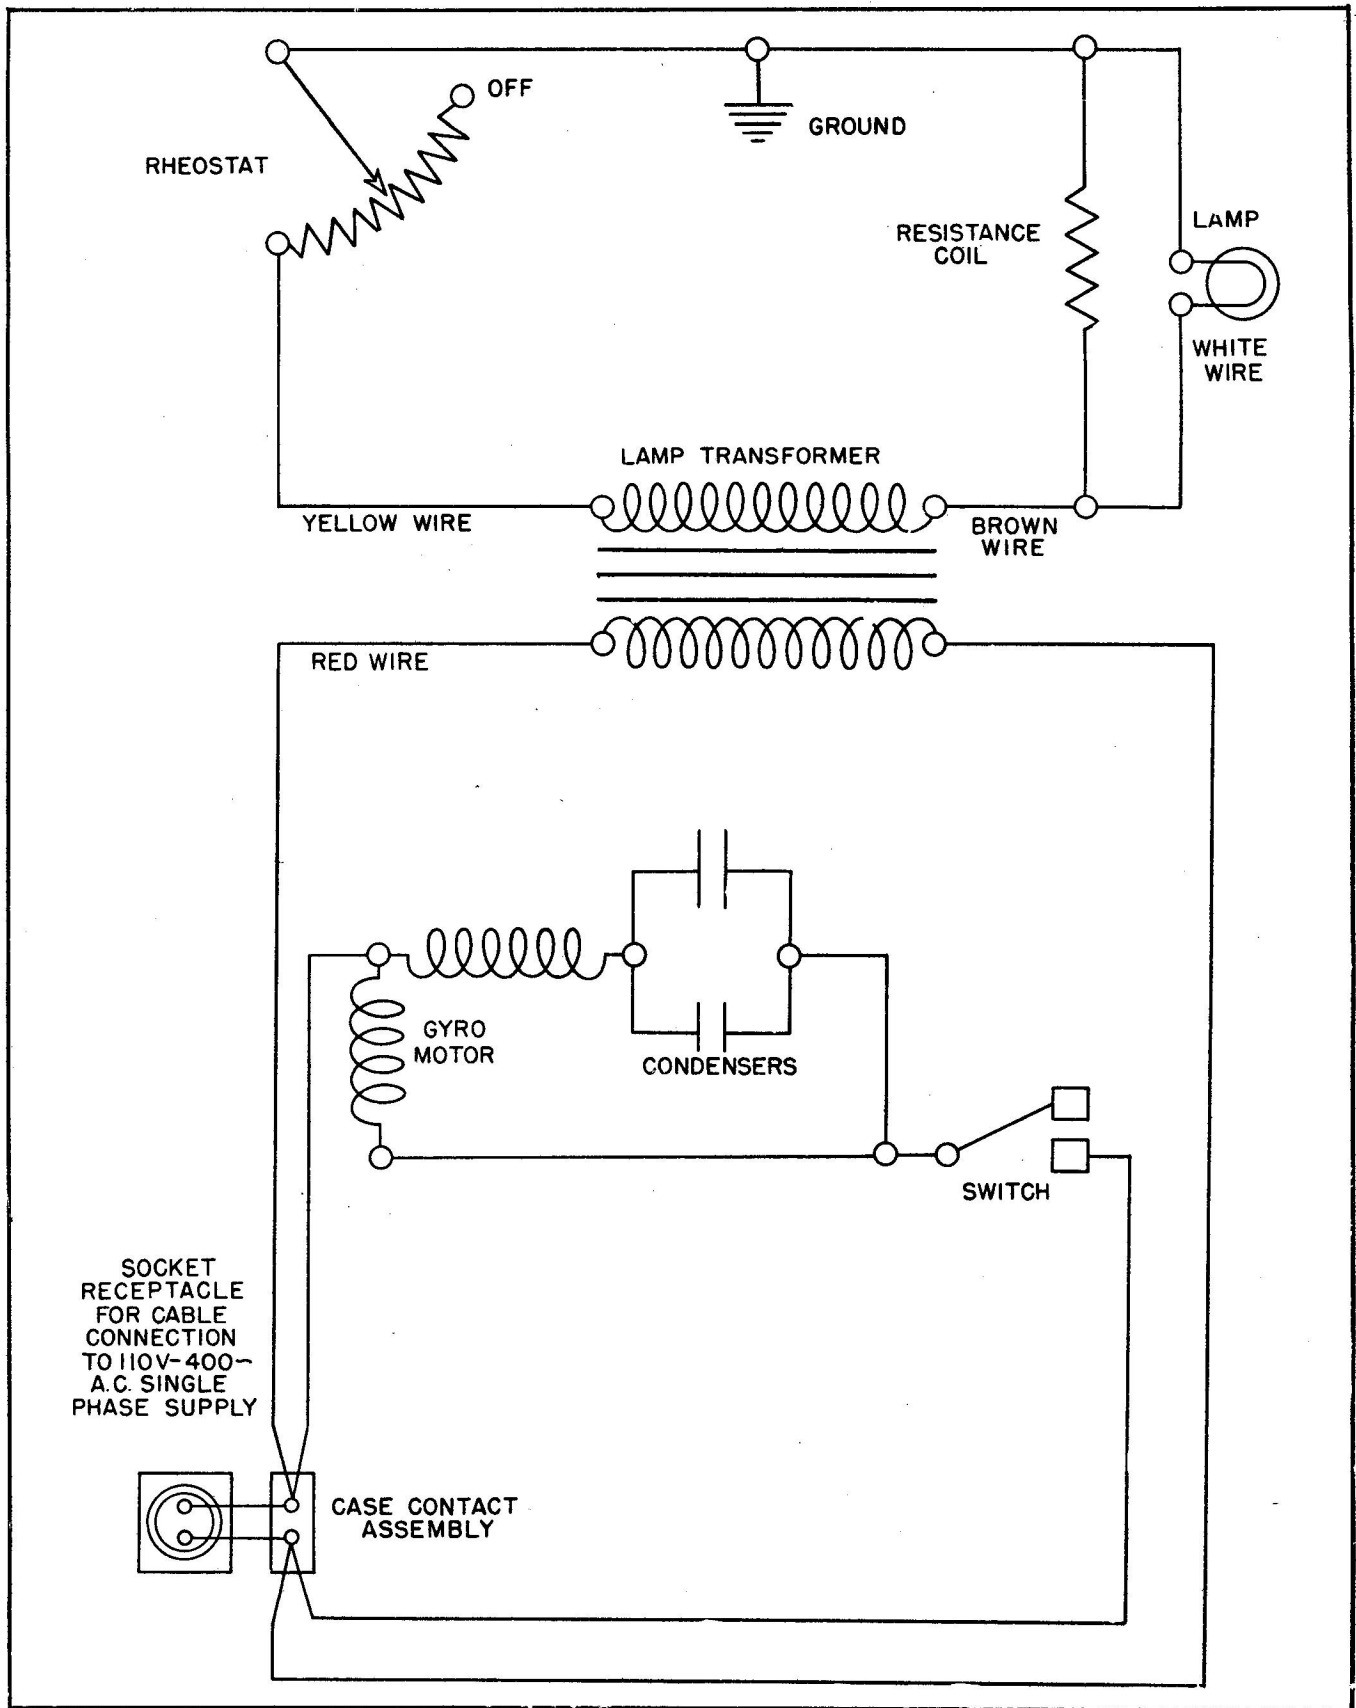 OFF
GROUND
RHEOSTAT
LAMP
RESISTANCE
COIL
WHITE
WIRE
LAMP TRANSFORMER
YELLOW WIRE
BROWN
WIRE
RED WIRE
GYRO
MOTOR
CONDENSERS
SWITCH
SOCKET
RECEPTACLE
FOR CABLE
CONNECTION
TO 110V-400~
A.C. SINGLE
PHASE SUPPLY
CASE CONTACT
ASSEMBLY